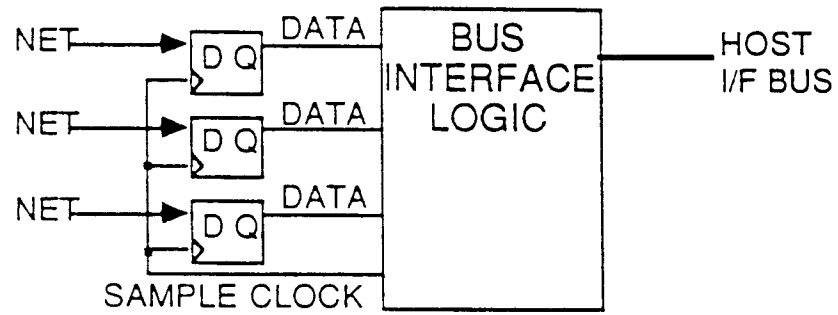 NET
D Q
DATA
BUS
INTERFACE
LOGIC
HOST
I/F BUS
NET
D Q
DATA
NET
D Q
DATA
SAMPLE CLOCK